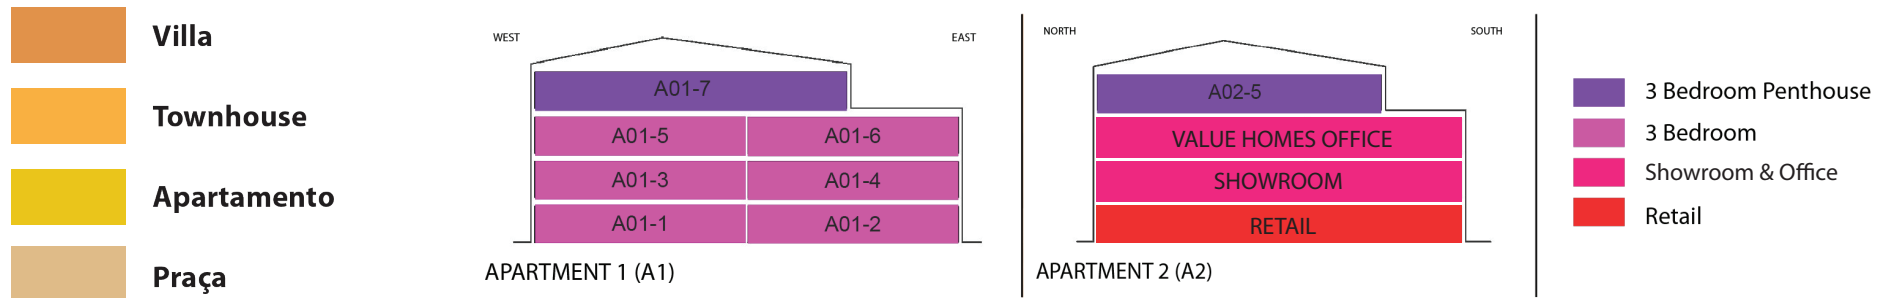 Villa
Townhouse
Apartamento
Praça
WEST
EAST
A01-7
A01-5
A01-6
A01-3
A01-4
A01-1
A01-2
APARTMENT 1 (A1)
NORTH
SOUTH
A02-5
VALUE HOMES OFFICE
SHOWROOM
RETAIL
APARTMENT 2 (A2)
3 Bedroom Penthouse
3 Bedroom
Showroom & Office
Retail